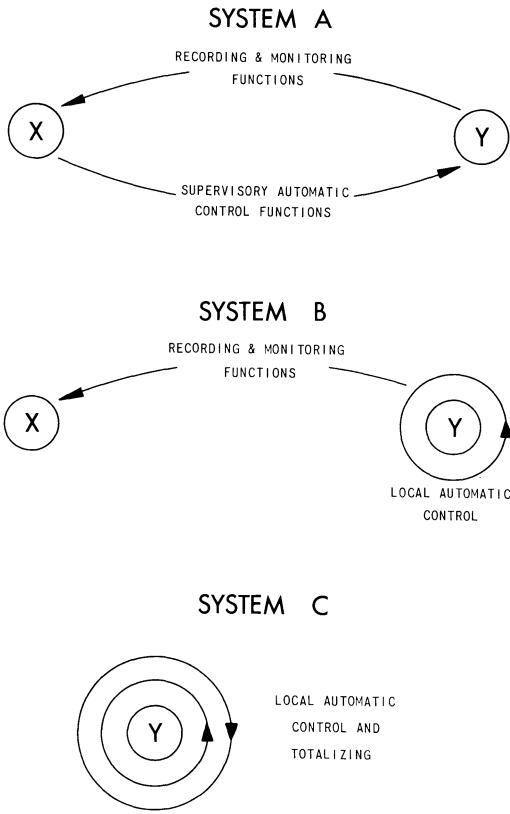 SYSTEM A
RECORDING & MONITORING
FUNCTIONS
X
Y
SUPERVISORY AUTOMATIC
CONTROL FUNCTIONS
SYSTEM B
RECORDING & MONITORING
FUNCTIONS
X
Y
LOCAL AUTOMATIC
CONTROL
SYSTEM C
Y
LOCAL AUTOMATIC
CONTROL AND
TOTALIZING